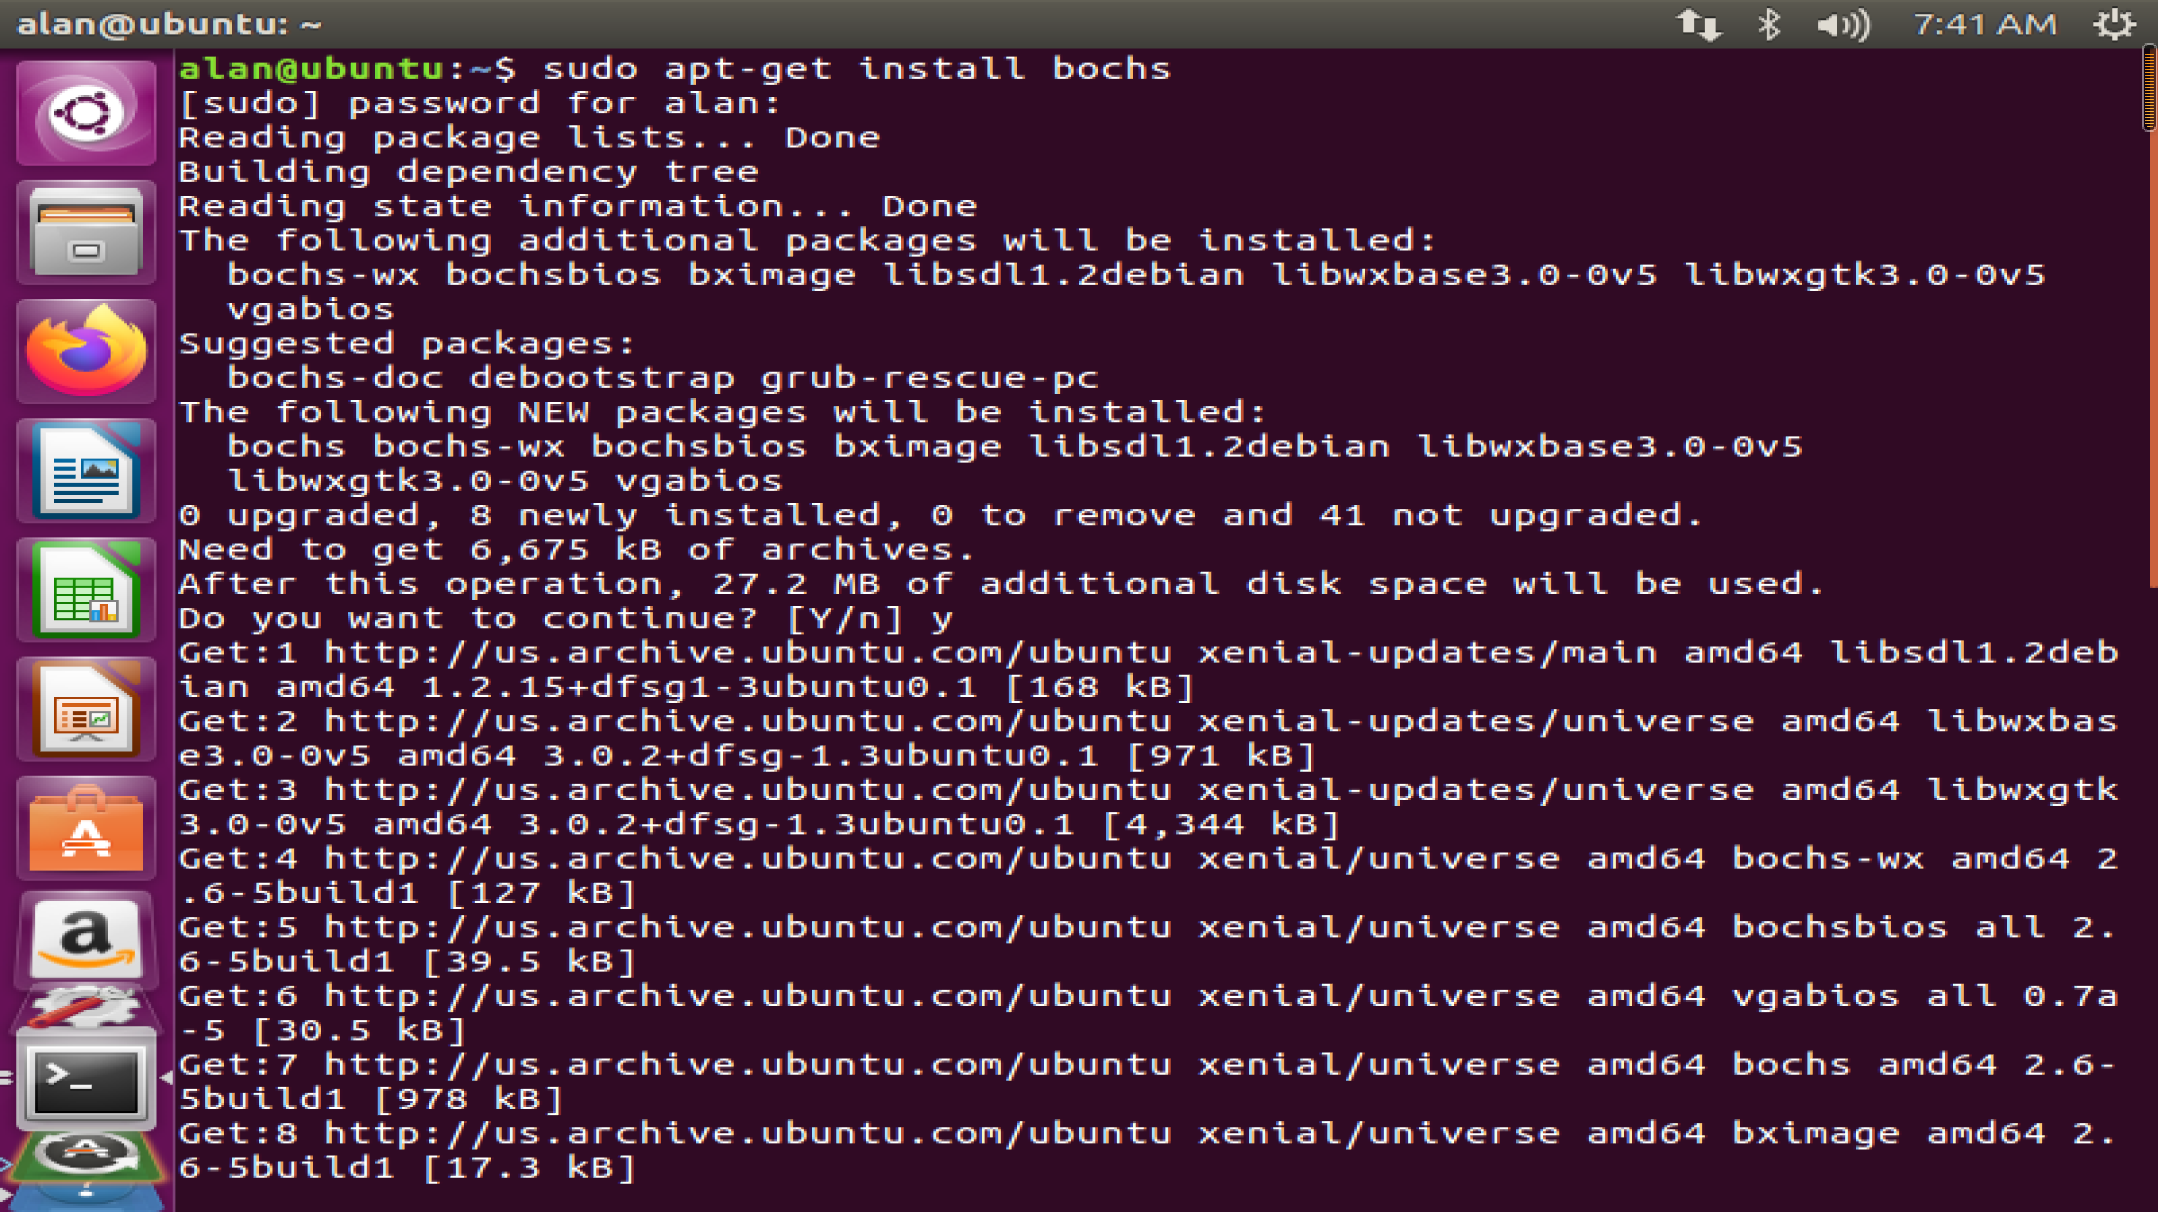 alan@ubuntu: ~
7:41 AM
alan@ubuntu:~$ sudo apt-get install bochs
[sudo] password for alan:
Reading package lists... Done
Building dependency tree
Reading state information... Done
The following additional packages will be installed:
  bochs-wx bochsbios bximage libsdl1.2debian libwxbase3.0-0v5 libwxgtk3.0-0v5
  vgabios
Suggested packages:
  bochs-doc debootstrap grub-rescue-pc
The following NEW packages will be installed:
  bochs bochs-wx bochsbios bximage libsdl1.2debian libwxbase3.0-0v5
  libwxgtk3.0-0v5 vgabios
0 upgraded, 8 newly installed, 0 to remove and 41 not upgraded.
Need to get 6,675 kB of archives.
After this operation, 27.2 MB of additional disk space will be used.
Do you want to continue? [Y/n] y
Get:1 http://us.archive.ubuntu.com/ubuntu xenial-updates/main amd64 libsdl1.2deb
ian amd64 1.2.15+dfsg1-3ubuntu0.1 [168 kB]
Get:2 http://us.archive.ubuntu.com/ubuntu xenial-updates/universe amd64 libwxbas
e3.0-0v5 amd64 3.0.2+dfsg-1.3ubuntu0.1 [971 kB]
Get:3 http://us.archive.ubuntu.com/ubuntu xenial-updates/universe amd64 libwxgtk
3.0-0v5 amd64 3.0.2+dfsg-1.3ubuntu0.1 [4,344 kB]
Get:4 http://us.archive.ubuntu.com/ubuntu xenial/universe amd64 bochs-wx amd64 2
.6-5build1 [127 kB]
Get:5 http://us.archive.ubuntu.com/ubuntu xenial/universe amd64 bochsbios all 2.
6-5build1 [39.5 kB]
Get:6 http://us.archive.ubuntu.com/ubuntu xenial/universe amd64 vgabios all 0.7a
-5 [30.5 kB]
Get:7 http://us.archive.ubuntu.com/ubuntu xenial/universe amd64 bochs amd64 2.6-
5build1 [978 kB]
Get:8 http://us.archive.ubuntu.com/ubuntu xenial/universe amd64 bximage amd64 2.
6-5build1 [17.3 kB]